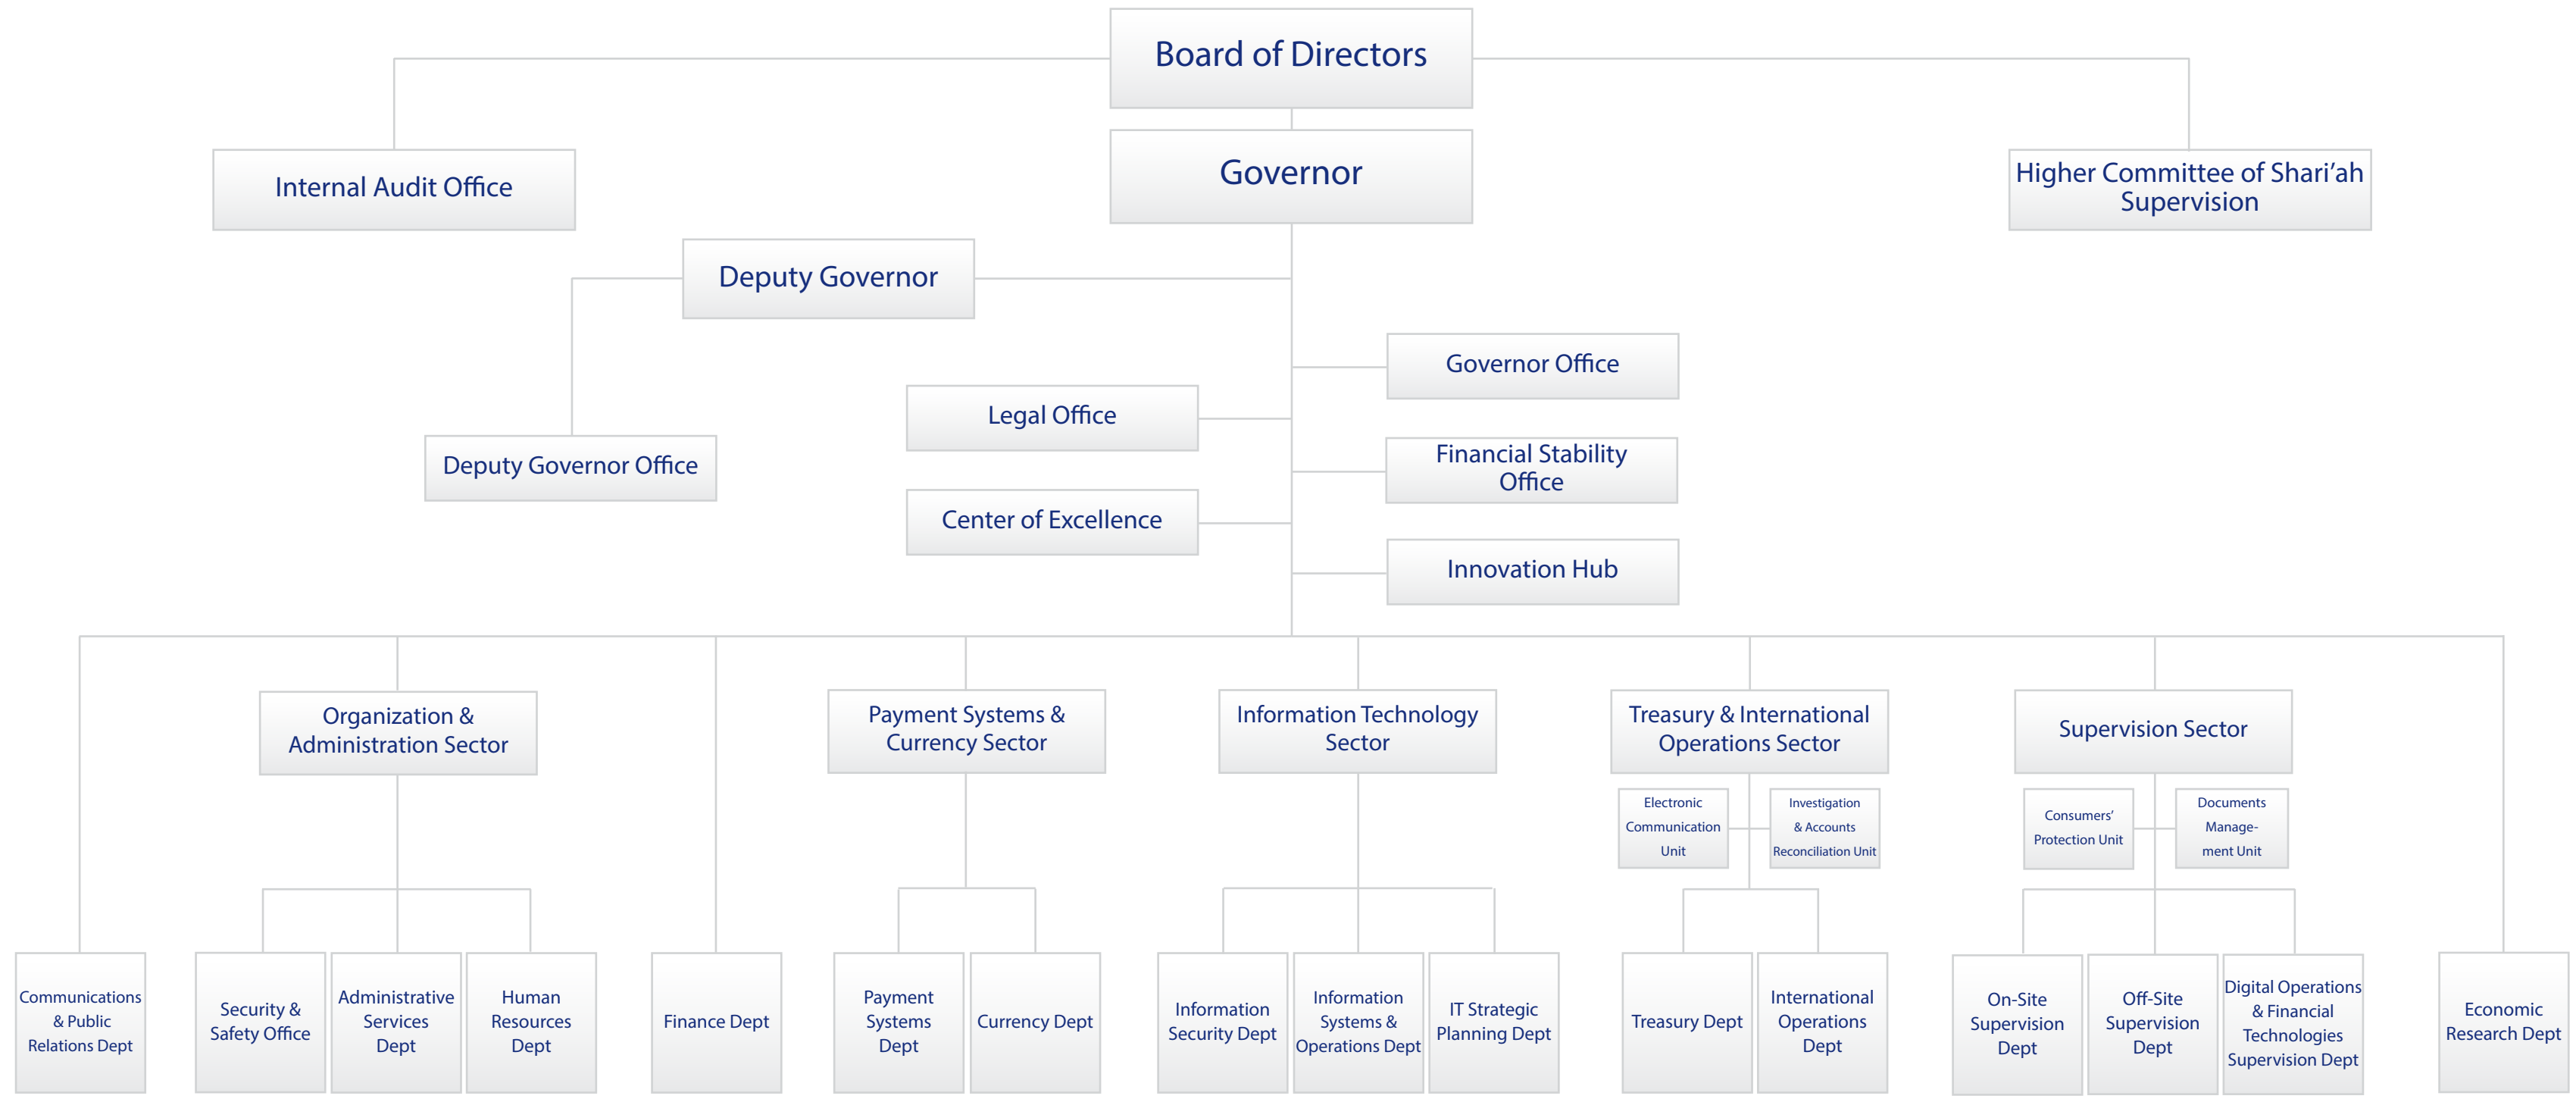 Board of Directors
Governor
Internal Audit Office
Higher Committee of Shari’ah
Supervision
Deputy Governor
Governor Office
Legal Office
Deputy Governor Office
Financial Stability
Office
Center of Excellence
Innovation Hub
Organization &
Administration Sector
Payment Systems &
Currency Sector
Information Technology
Sector
Treasury & International
Operations Sector
Supervision Sector
Electronic
Communication
Unit
Investigation
& Accounts
Reconciliation Unit
Consumers’
Protection Unit
Documents
Manage-
ment Unit
Communications
& Public
Relations Dept
Security &
Safety Office
Administrative
Services
Dept
Human
Resources
Dept
Finance Dept
Payment
Systems
Dept
Currency Dept
Information
Security Dept
Information
Systems &
Operations Dept
IT Strategic
Planning Dept
Treasury Dept
International
Operations
Dept
On-Site
Supervision
Dept
Off-Site
Supervision
Dept
Digital Operations
& Financial
Technologies
Supervision Dept
Economic
Research Dept